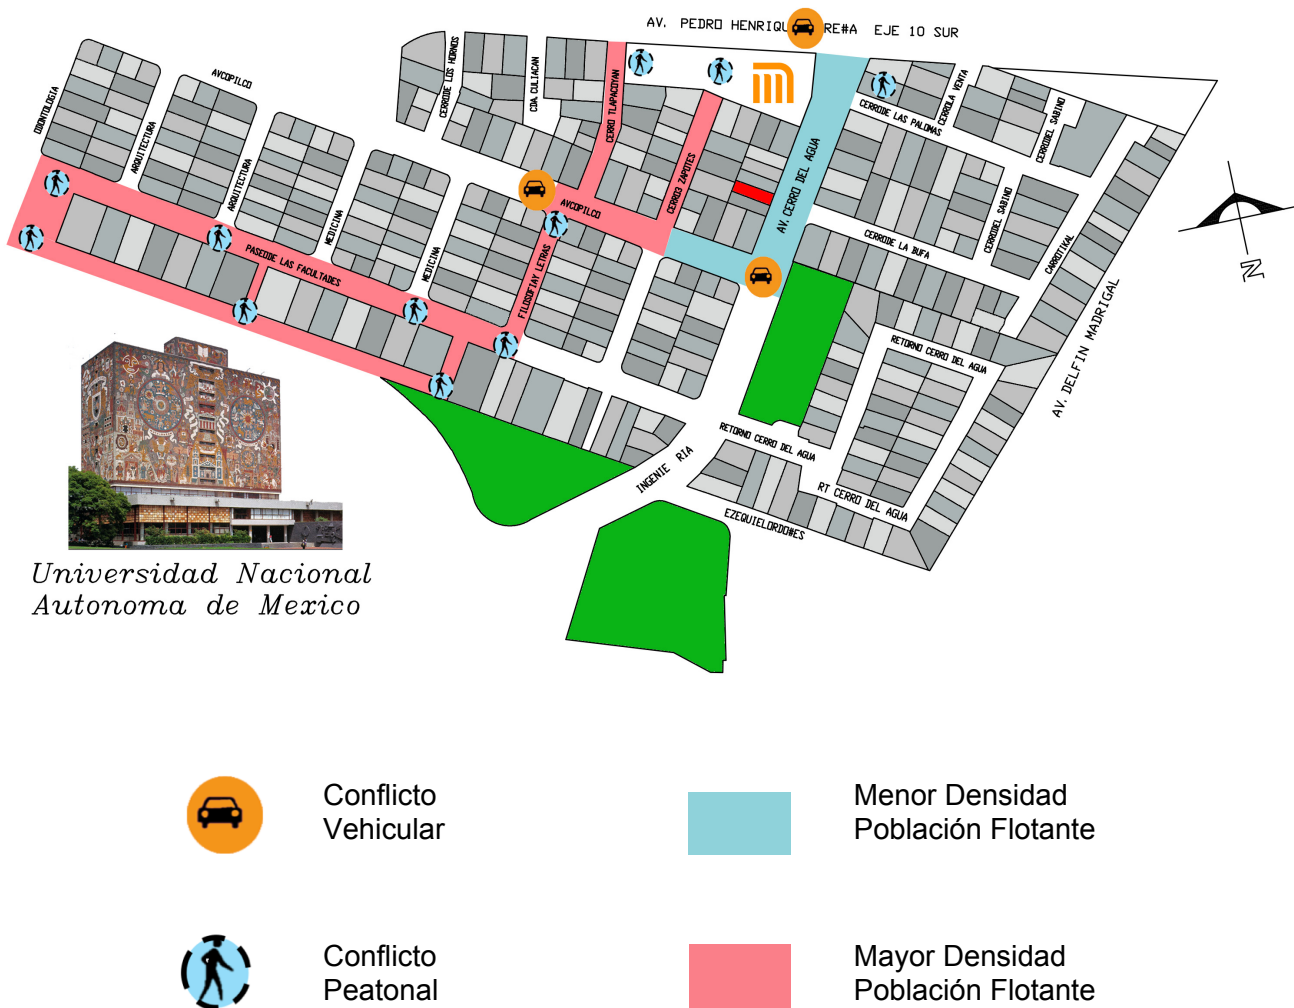 AV. PEDRO HENRIQU RE#A EJE 10 SUR
AVCOPILCO
ODONTOLOGIA
ARQUITECTURA
ARQUITECTURA
MEDICINA
MEDICINA
CERRODE LOS HORNOS
CDA. CULIACAN
CERRO TLAPACOYAN
CERRO3 ZAPOTES
AVCOPILCO
AV. CERRO DEL AGUA
CERRODE LAS PALOMAS
CERROLA VENTA
CERRODEL SABINO
CERRODEL SABINO
CERRODE LA BUFA
CARROTIKAL
AV. DELFIN MADRIGAL
PASEODE LAS FACULTADES
FILOSOFIAY LETRAS
RETORNO CERRO DEL AGUA
RETORNO CERRO DEL AGUA
RT CERRO DEL AGUA
INGENIE RIA
EZEQUIELORDO#ES
N
Universidad Nacional
Autonoma de Mexico
Conflicto
Vehicular
Menor Densidad
Población Flotante
Conflicto
Peatonal
Mayor Densidad
Población Flotante